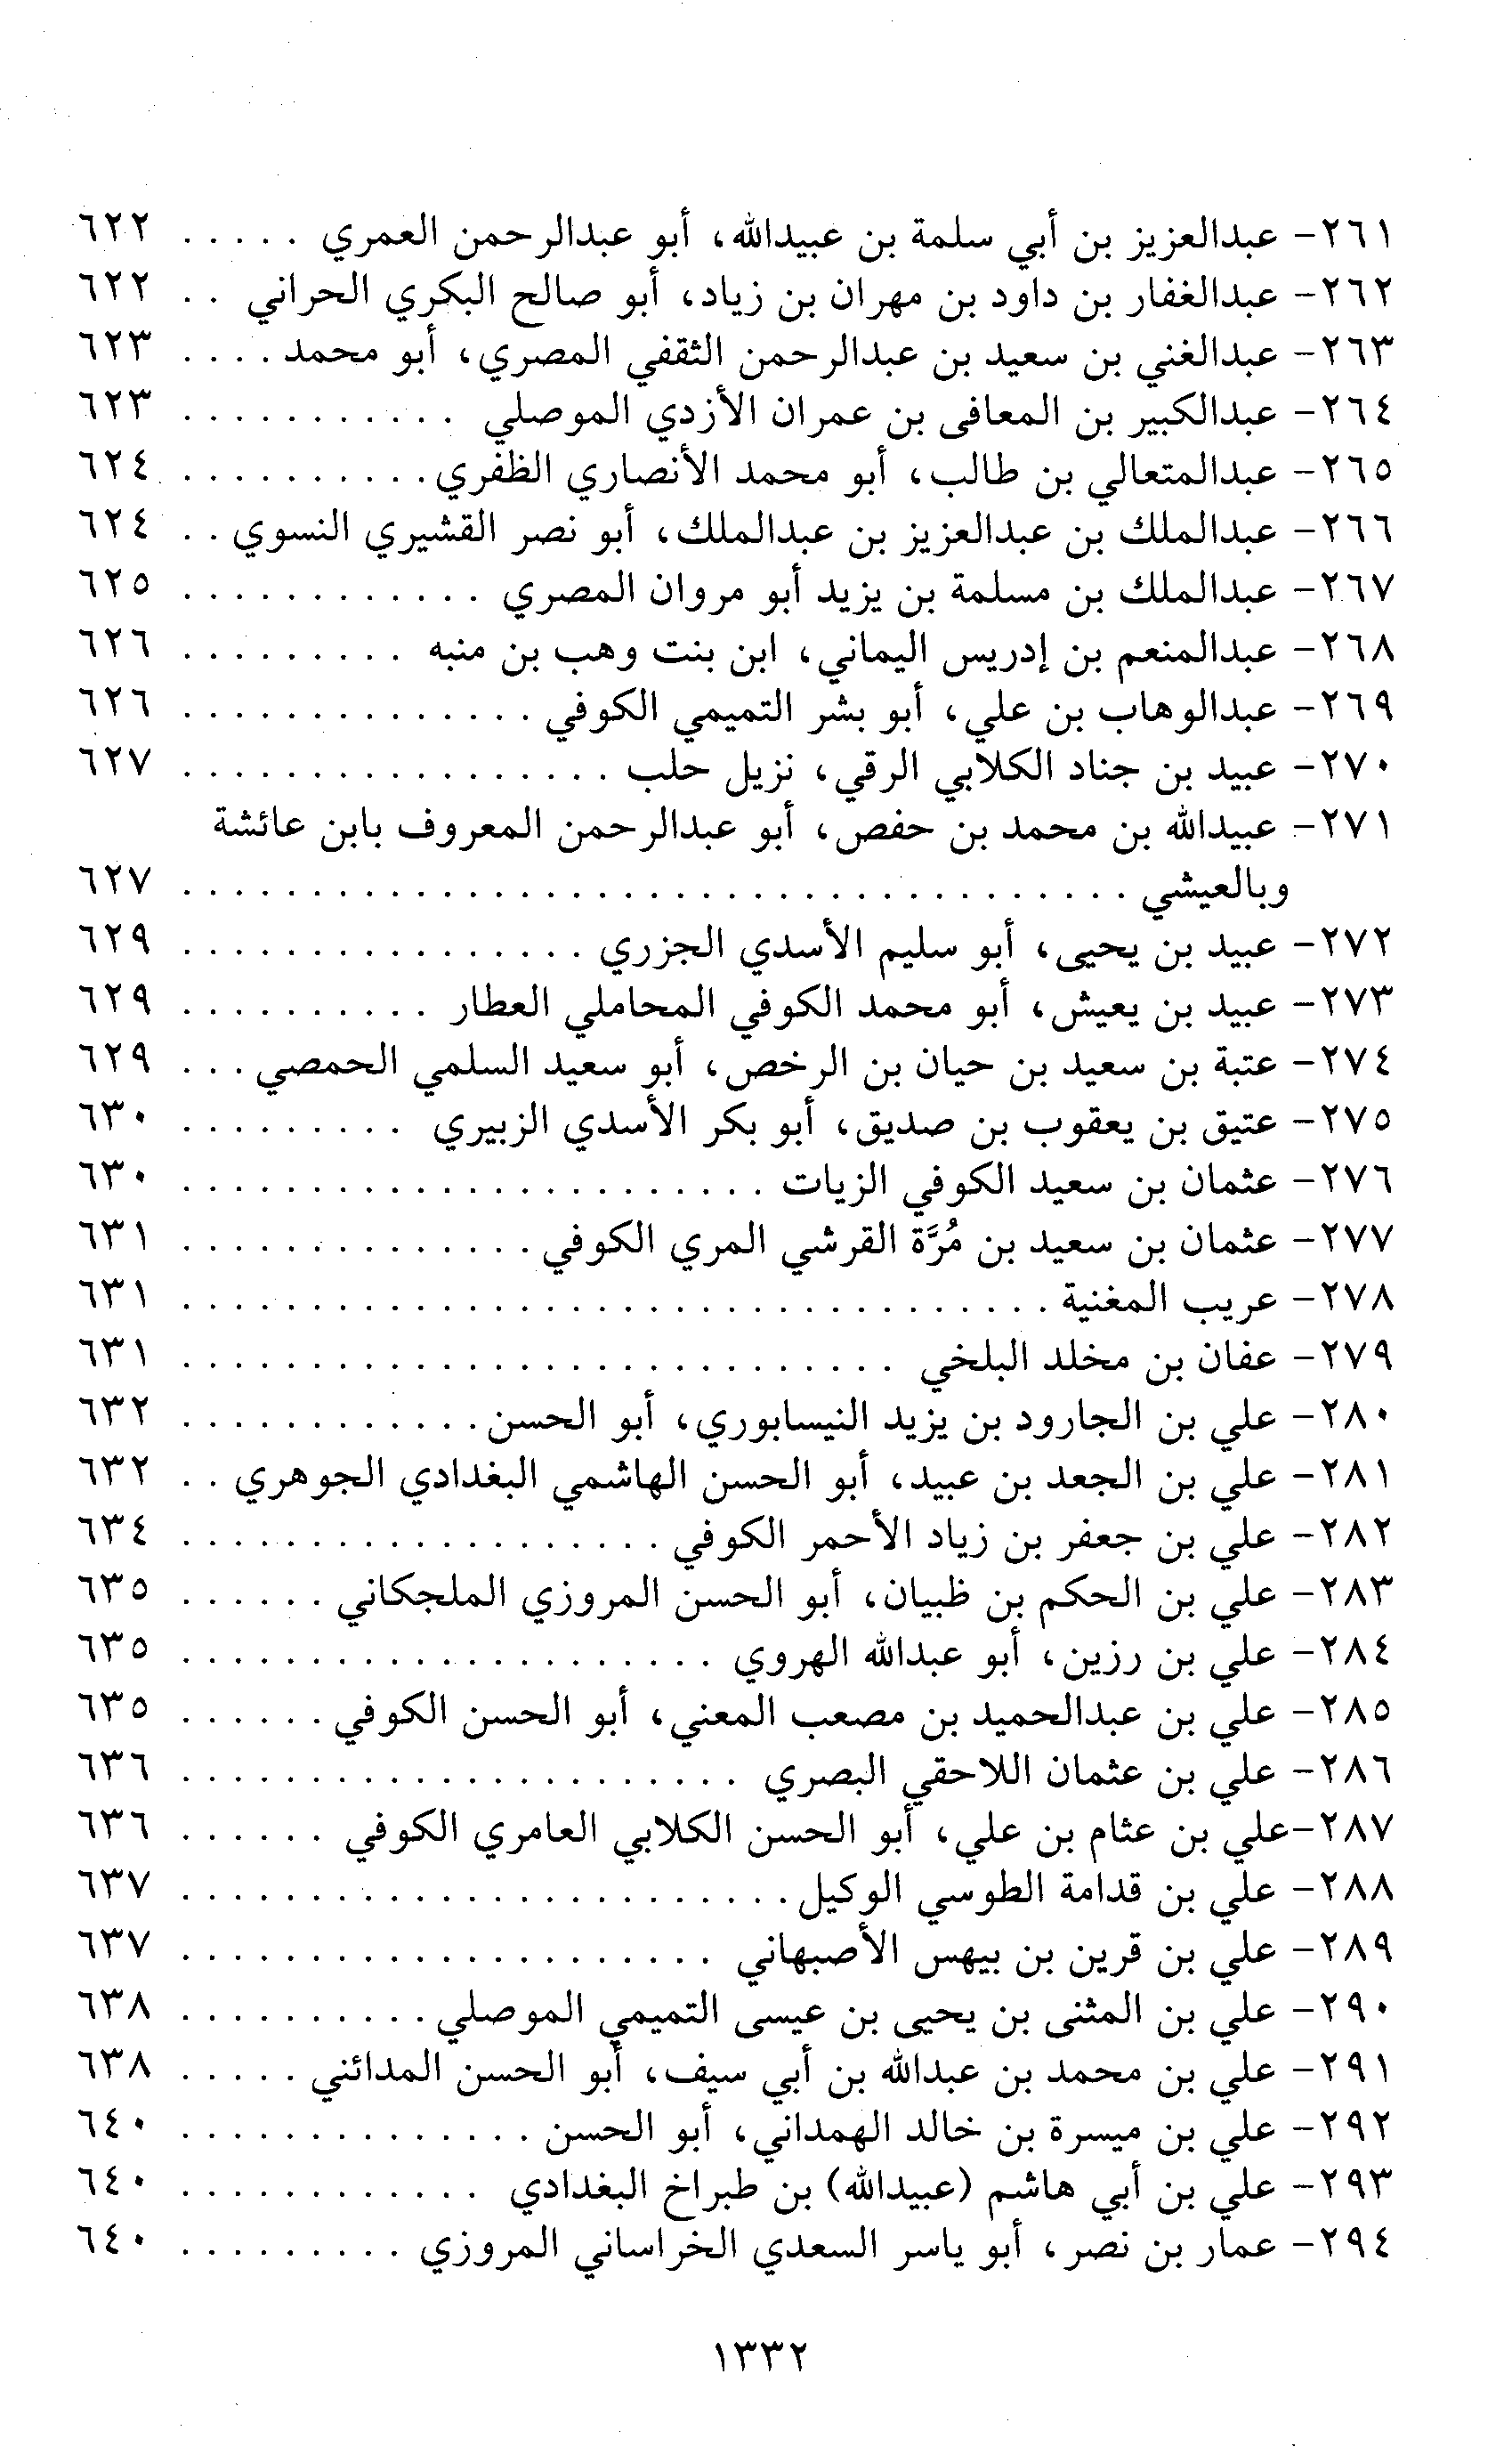 ٢٦١- عبدالعزيز بن أبي سلمة بن عبيدالله، أبو عبدالرحمن العمري . . . . . ٦٢٢
٢٦٢- عبدالغفار بن داود بن مهران بن زياد، أبو صالح البكري الحراني . . ٦٢٢
٢٦٣- عبدالغني بن سعيد بن عبدالرحمن الثقفي المصري، أبو محمد . . . . ٦٢٣
٢٦٤- عبدالكبير بن المعافى بن عمران الأزدي الموصلي . . . . . . . . . . . ٦٢٣
٢٦٥- عبدالمتعالي بن طالب، أبو محمد الأنصاري الظفري . . . . . . . . . . ٦٢٤
٢٦٦- عبدالملك بن عبدالعزيز بن عبدالملك، أبو نصر القشيري النسوي . . ٦٢٤
٢٦٧- عبدالملك بن مسلمة بن يزيد أبو مروان المصري . . . . . . . . . . . . ٦٢٥
٢٦٨- عبدالمنعم بن إدريس اليماني، ابن بنت وهب بن منبه . . . . . . . . . ٦٢٦
٢٦٩- عبدالوهاب بن علي، أبو بشر التميمي الكوفي . . . . . . . . . . . . . . ٦٢٦
٢٧٠- عبيد بن جناد الكلابي الرقي، نزيل حلب . . . . . . . . . . . . . . . . . ٦٢٧
٢٧١- عبيدالله بن محمد بن حفص، أبو عبدالرحمن المعروف بابن عائشة
وبالعيشي . . . . . . . . . . . . . . . . . . . . . . . . . . . . . . . . . . . . . ٦٢٧
٢٧٢- عبيد بن يحيى، أبو سليم الأسدي الجزري . . . . . . . . . . . . . . . . ٦٢٩
٢٧٣- عبيد بن يعيش، أبو محمد الكوفي المحاملي العطار . . . . . . . . . . ٦٢٩
٢٧٤- عتبة بن سعيد بن حيان بن الرخص، أبو سعيد السلمي الحمصي . . . ٦٢٩
٢٧٥- عتيق بن يعقوب بن صديق، أبو بكر الأسدي الزبيري . . . . . . . . . ٦٣٠
٢٧٦- عثمان بن سعيد الكوفي الزيات . . . . . . . . . . . . . . . . . . . . . . . ٦٣٠
٢٧٧- عثمان بن سعيد بن مُرَّة القرشي المري الكوفي . . . . . . . . . . . . . . ٦٣١
٢٧٨- عريب المغنية . . . . . . . . . . . . . . . . . . . . . . . . . . . . . . . . . . ٦٣١
٢٧٩- عفان بن مخلد البلخي . . . . . . . . . . . . . . . . . . . . . . . . . . . . ٦٣١
٢٨٠- علي بن الجارود بن يزيد النيسابوري، أبو الحسن . . . . . . . . . . . . ٦٣٢
٢٨١- علي بن الجعد بن عبيد، أبو الحسن الهاشمي البغدادي الجوهري . . ٦٣٢
٢٨٢- علي بن جعفر بن زياد الأحمر الكوفي . . . . . . . . . . . . . . . . . . . ٦٣٤
٢٨٣- علي بن الحكم بن ظبيان، أبو الحسن المروزي الملجكاني . . . . . . ٦٣٥
٢٨٤- علي بن رزين، أبو عبدالله الهروي . . . . . . . . . . . . . . . . . . . . . ٦٣٥
٢٨٥- علي بن عبدالحميد بن مصعب المعني، أبو الحسن الكوفي . . . . . . ٦٣٥
٢٨٦- علي بن عثمان اللاحقي البصري . . . . . . . . . . . . . . . . . . . . . . ٦٣٦
٢٨٧-علي بن عثام بن علي، أبو الحسن الكلابي العامري الكوفي . . . . . . ٦٣٦
٢٨٨- علي بن قدامة الطوسي الوكيل . . . . . . . . . . . . . . . . . . . . . . . . ٦٣٧
٢٨٩- علي بن قرين بن بيهس الأصبهاني . . . . . . . . . . . . . . . . . . . . . ٦٣٧
٢٩٠- علي بن المثنى بن يحيى بن عيسى التميمي الموصلي . . . . . . . . . . ٦٣٨
٢٩١- علي بن محمد بن عبدالله بن أبي سيف، أبو الحسن المدائني . . . . . ٦٣٨
٢٩٢- علي بن ميسرة بن خالد الهمداني، أبو الحسن . . . . . . . . . . . . . . ٦٤٠
٢٩٣- علي بن أبي هاشم (عبيدالله) بن طبراخ البغدادي . . . . . . . . . . . . ٦٤٠
٢٩٤- عمار بن نصر، أبو ياسر السعدي الخراساني المروزي . . . . . . . . . ٦٤٠
١٣٣٢